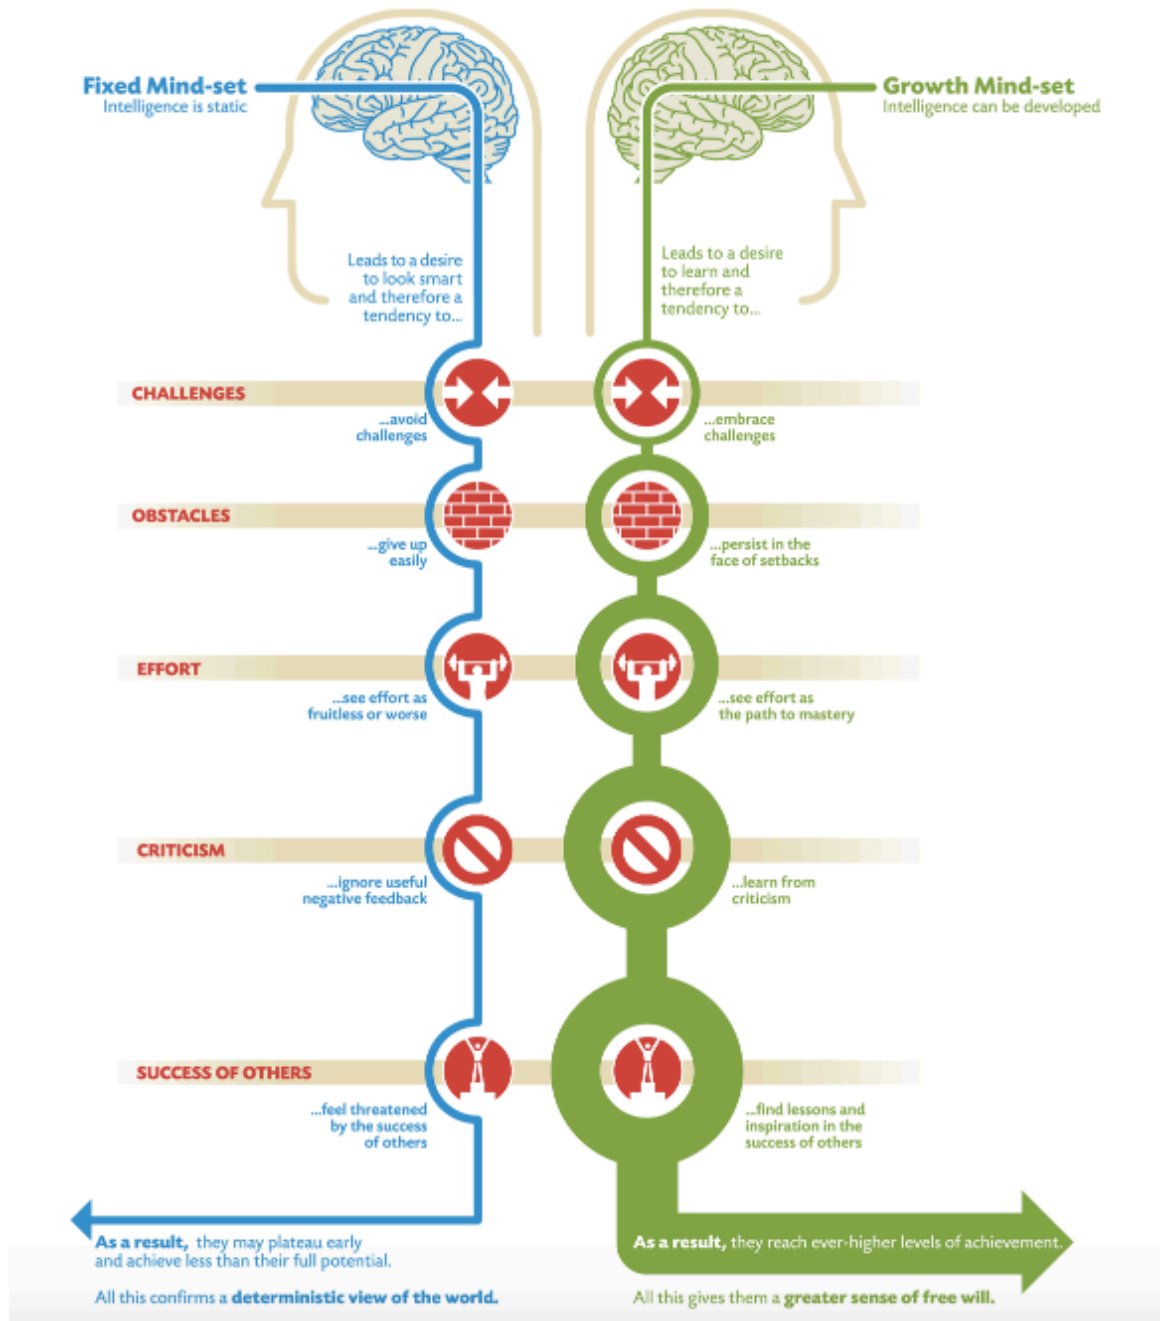 Fixed Mind-set
Intelligence is static
Growth Mind-set
Intelligence can be developed
Leads to a desire
to look smart
and therefore a
tendency to...
Leads to a desire
to learn and
therefore a
tendency to...
CHALLENGES
...avoid
challenges
...embrace
challenges
OBSTACLES
...give up
easily
...persist in the
face of setbacks
EFFORT
...see effort as
fruitless or worse
...see effort as
the path to mastery
CRITICISM
...ignore useful
negative feedback
...learn from
criticism
SUCCESS OF OTHERS
...feel threatened
by the success
of others
...find lessons and
inspiration in the
success of others
As a result, they may plateau early
and achieve less than their full potential.
All this confirms a deterministic view of the world.
As a result, they reach ever-higher levels of achievement.
All this gives them a greater sense of free will.